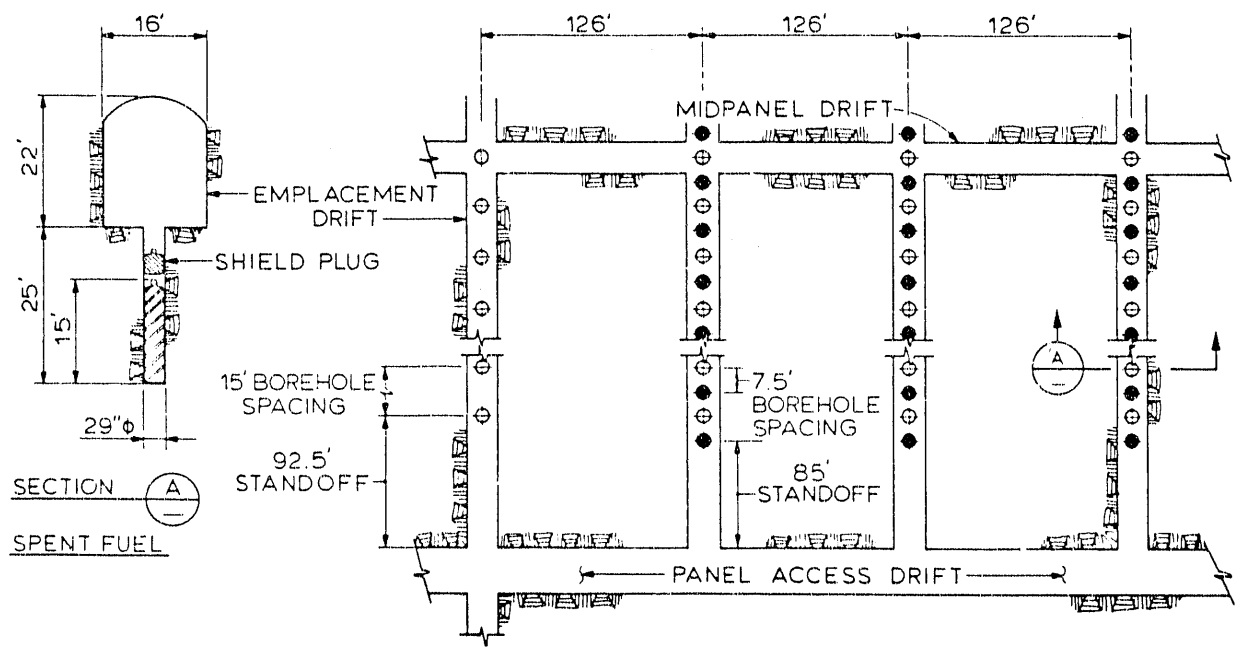 16'
126'
126'
126'
MIDPANEL DRIFT
22'
EMPLACEMENT
DRIFT
SHIELD PLUG
25'
15'
15' BOREHOLE
SPACING
7.5'
BOREHOLE
SPACING
A
29"ϕ
92.5'
STANDOFF
85'
STANDOFF
SECTION A
SPENT FUEL
PANEL ACCESS DRIFT